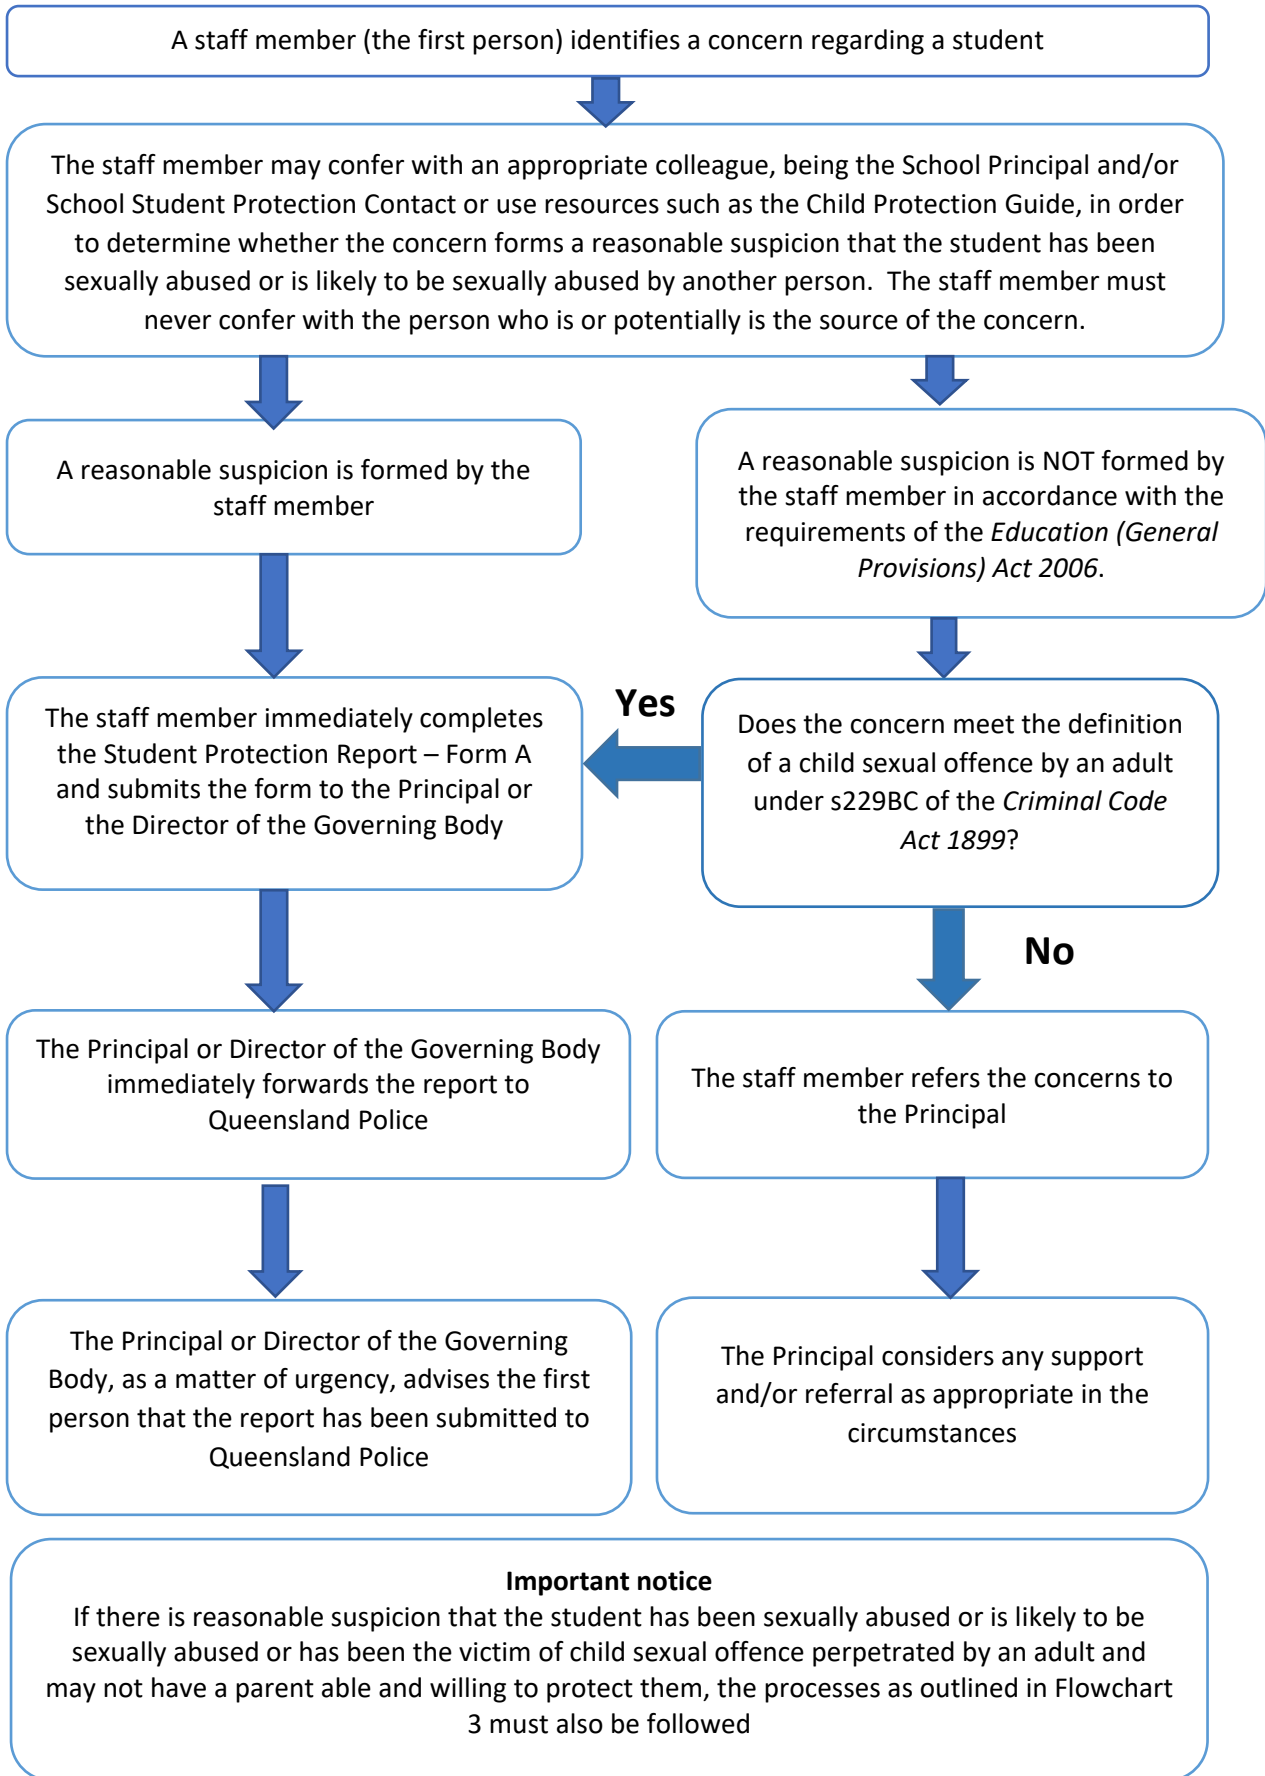 A staff member (the first person) identifies a concern regarding a student
The staff member may confer with an appropriate colleague, being the School Principal and/or
School Student Protection Contact or use resources such as the Child Protection Guide, in order
to determine whether the concern forms a reasonable suspicion that the student has been
sexually abused or is likely to be sexually abused by another person.  The staff member must
never confer with the person who is or potentially is the source of the concern.
A reasonable suspicion is formed by the
staff member
A reasonable suspicion is NOT formed by
the staff member in accordance with the
requirements of the Education (General
Provisions) Act 2006.
The staff member immediately completes
the Student Protection Report – Form A
and submits the form to the Principal or
the Director of the Governing Body
Yes
Does the concern meet the definition
of a child sexual offence by an adult
under s229BC of the Criminal Code
Act 1899?
No
The Principal or Director of the Governing Body
immediately forwards the report to
Queensland Police
The staff member refers the concerns to
the Principal
The Principal or Director of the Governing
Body, as a matter of urgency, advises the first
person that the report has been submitted to
Queensland Police
The Principal considers any support
and/or referral as appropriate in the
circumstances
Important notice
If there is reasonable suspicion that the student has been sexually abused or is likely to be
sexually abused or has been the victim of child sexual offence perpetrated by an adult and
may not have a parent able and willing to protect them, the processes as outlined in Flowchart
3 must also be followed